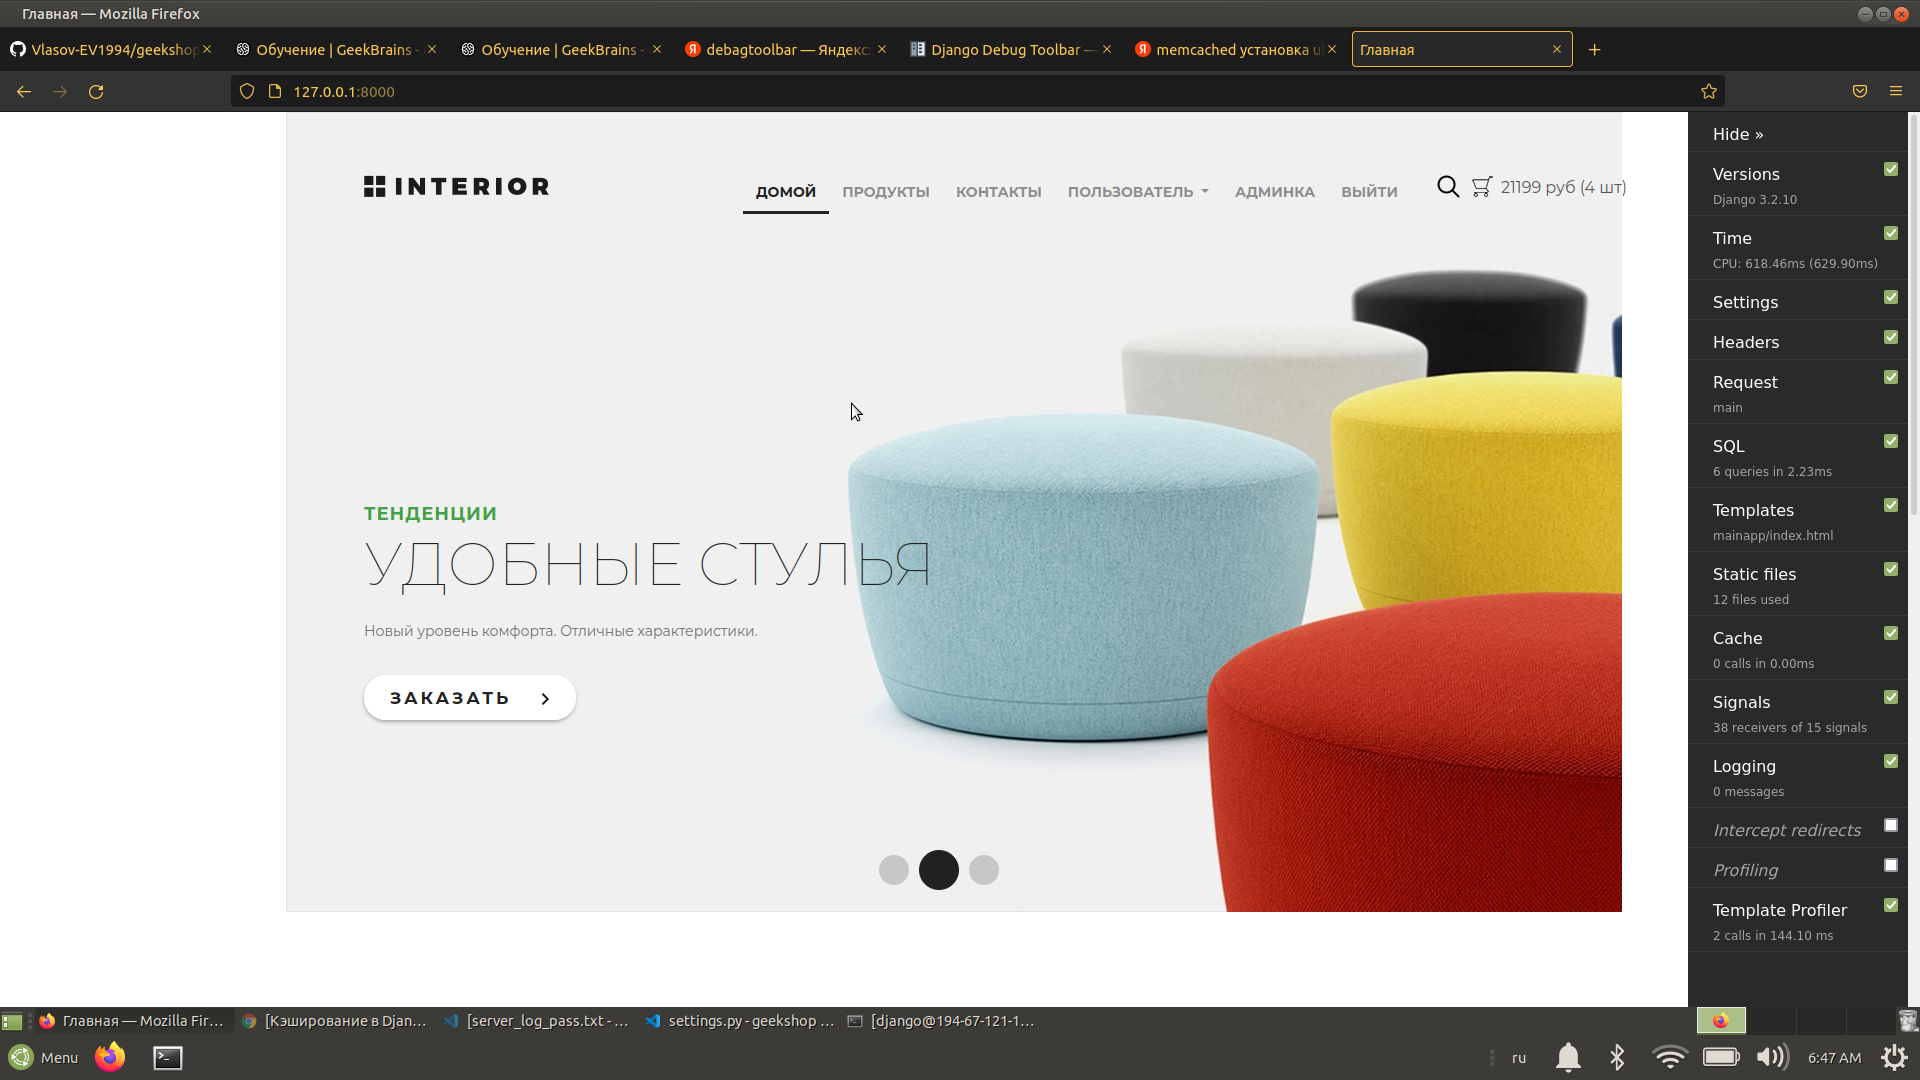 Главная — Mozilla Firefox
Vlasov-EV1994/geekshop
Обучение | GeekBrains -
Обучение | GeekBrains -
debagtoolbar — Яндекс:
Django Debug Toolbar —
memcached установка ul
Главная
127.0.0.1:8000
INTERIOR
ДОМОЙ
ПРОДУКТЫ
КОНТАКТЫ
ПОЛЬЗОВАТЕЛЬ
АДМИНКА
ВЫЙТИ
21199 руб (4 шт)
ТЕНДЕНЦИИ
УДОБНЫЕ СТУЛЬЯ
Новый уровень комфорта. Отличные характеристики.
ЗАКАЗАТЬ
Hide »
Versions
Django 3.2.10
Time
CPU: 618.46ms (629.90ms)
Settings
Headers
Request
main
SQL
6 queries in 2.23ms
Templates
mainapp/index.html
Static files
12 files used
Cache
0 calls in 0.00ms
Signals
38 receivers of 15 signals
Logging
0 messages
Intercept redirects
Profiling
Template Profiler
2 calls in 144.10 ms
Главная — Mozilla Fir...
[Кэширование в Djan...
[server_log_pass.txt - ...
settings.py - geekshop ...
[django@194-67-121-1...
Menu
ru
6:47 AM